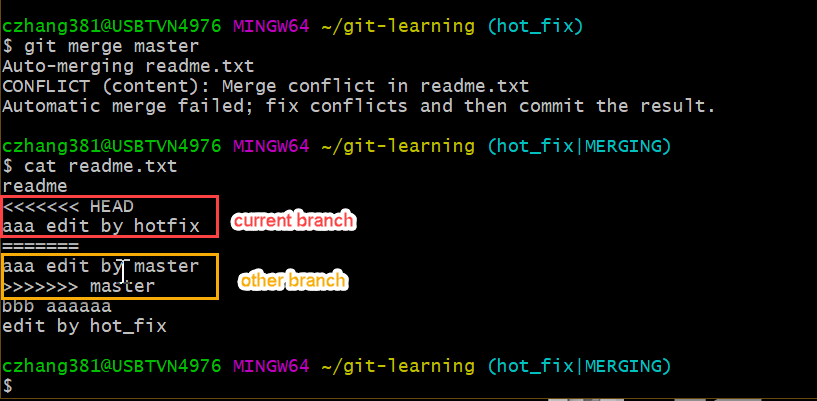 czhang381@USBTVN4976 MINGW64 ~/git-learning (hot_fix)
$ git merge master
Auto-merging readme.txt
CONFLICT (content): Merge conflict in readme.txt
Automatic merge failed; fix conflicts and then commit the result.
czhang381@USBTVN4976 MINGW64 ~/git-learning (hot_fix|MERGING)
$ cat readme.txt
readme
<<<<<<< HEAD
aaa edit by hotfix
current branch
=======
aaa edit by master
>>>>>>> master
other branch
bbb aaaaaa
edit by hot_fix
czhang381@USBTVN4976 MINGW64 ~/git-learning (hot_fix|MERGING)
$